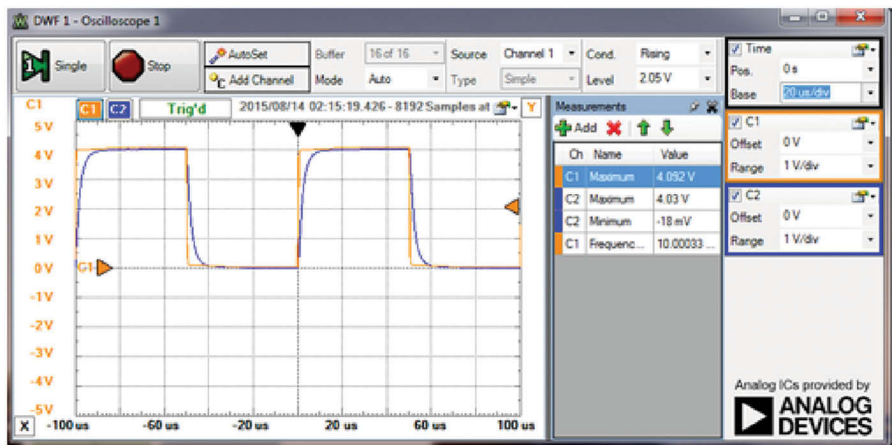 DWF 1 - Oscilloscope 1
Single
Stop
AutoSet
Add Channel
Buffer 16 of 16
Mode Auto
Source Channel 1
Type Simple
Cond. Rising
Level 2.05 V
Time
Pos. 0 s
Base 20 us/div
C1 C1 C2 Trig'd 2015/08/14 02:15:19.426 - 8192 Samples at Y
5 V
4 V
3 V
2 V
1 V
0 V
-1 V
-2 V
-3 V
-4 V
-5 V
C1
X -100 us -60 us -20 us 20 us 60 us 100 us
Measurements
Add
Ch Name Value
C1 Maximum 4.092 V
C2 Maximum 4.03 V
C2 Minimum -18 mV
C1 Frequenc... 10.00033 ...
C1
Offset 0 V
Range 1 V/div
C2
Offset 0 V
Range 1 V/div
Analog ICs provided by
ANALOG
DEVICES